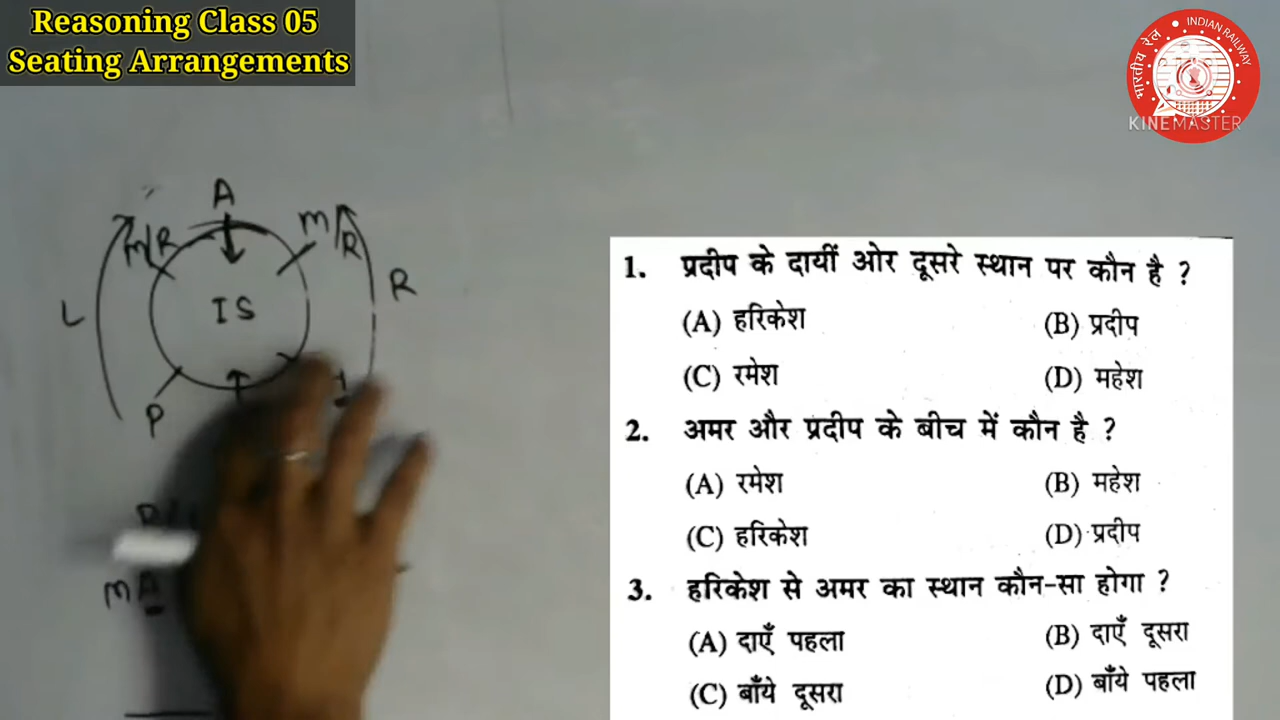 Reasoning Class 05
Seating Arrangements
भारतीय रेल INDIAN RAILWAY
KINEMASTER
A
M/R
M/R
L
IS
R
P
M A
1. प्रदीप के दायीं ओर दूसरे स्थान पर कौन है ?
(A) हरिकेश (B) प्रदीप
(C) रमेश (D) महेश
2. अमर और प्रदीप के बीच में कौन है ?
(A) रमेश (B) महेश
(C) हरिकेश (D) प्रदीप
3. हरिकेश से अमर का स्थान कौन-सा होगा ?
(A) दाएँ पहला (B) दाएँ दूसरा
(C) बाँये दूसरा (D) बाँये पहला